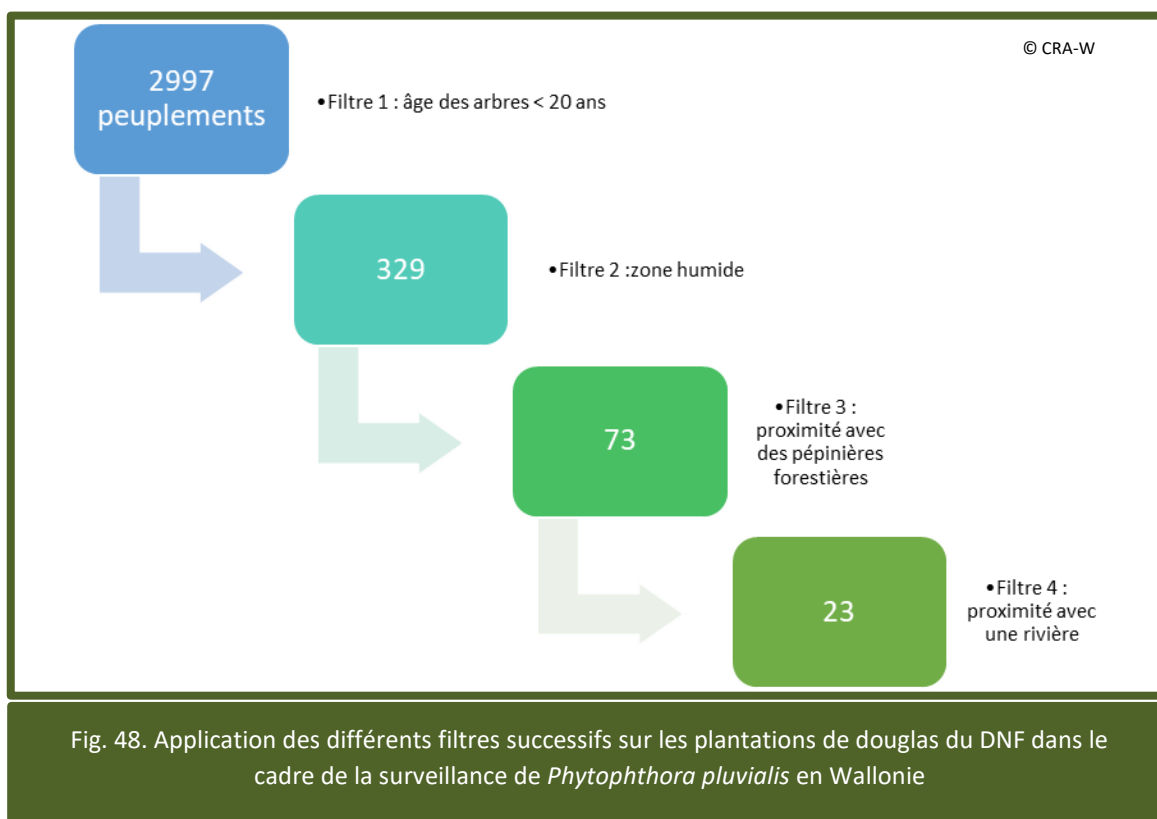 © CRA-W
2997
peuplements
•Filtre 1 : âge des arbres < 20 ans
329
•Filtre 2 :zone humide
73
•Filtre 3 :
proximité avec
des pépinières
forestières
23
•Filtre 4 :
proximité avec
une rivière
Fig. 48. Application des différents filtres successifs sur les plantations de douglas du DNF dans le
cadre de la surveillance de Phytophthora pluvialis en Wallonie